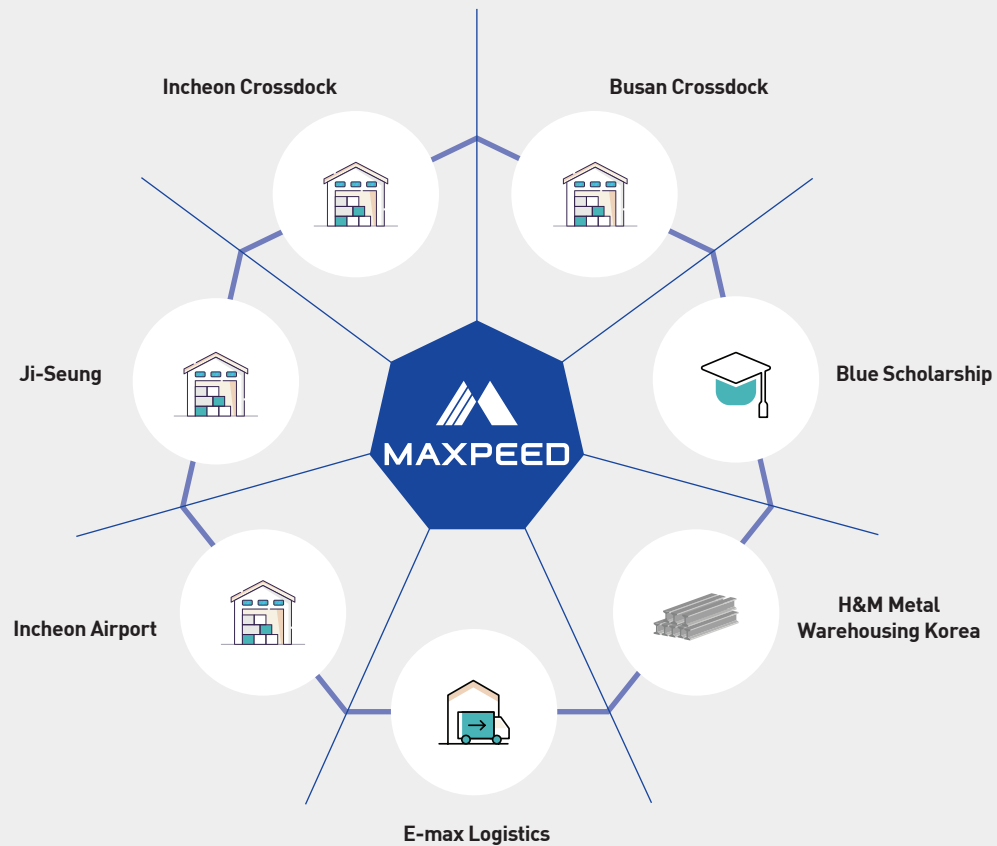 Incheon Crossdock
Busan Crossdock
Ji-Seung
Blue Scholarship
MAXPEED
Incheon Airport
H&M Metal
Warehousing Korea
E-max Logistics